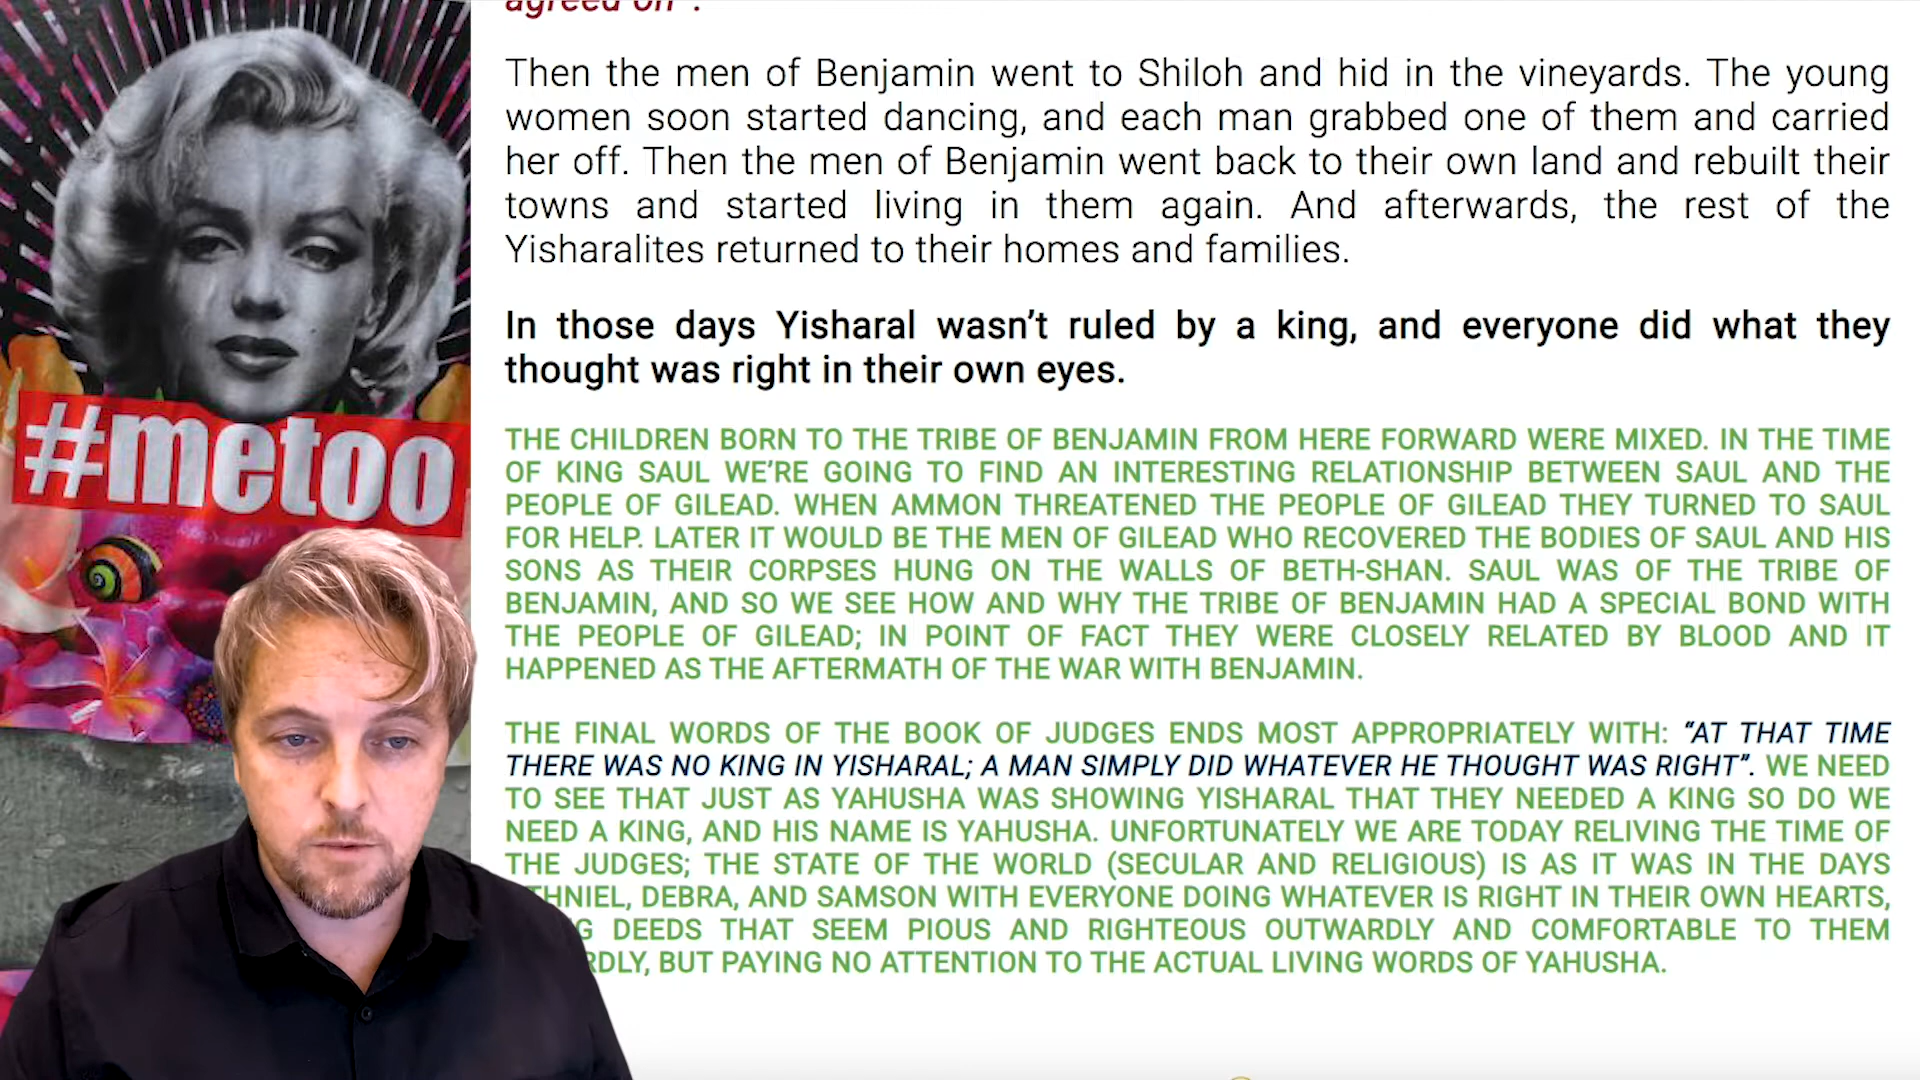 agreed on".
Then the men of Benjamin went to Shiloh and hid in the vineyards. The young
women soon started dancing, and each man grabbed one of them and carried
her off. Then the men of Benjamin went back to their own land and rebuilt their
towns and started living in them again. And afterwards, the rest of the
Yisharalites returned to their homes and families.
In those days Yisharal wasn't ruled by a king, and everyone did what they
thought was right in their own eyes.
#metoo
THE CHILDREN BORN TO THE TRIBE OF BENJAMIN FROM HERE FORWARD WERE MIXED. IN THE TIME
OF KING SAUL WE'RE GOING TO FIND AN INTERESTING RELATIONSHIP BETWEEN SAUL AND THE
PEOPLE OF GILEAD. WHEN AMMON THREATENED THE PEOPLE OF GILEAD THEY TURNED TO SAUL
FOR HELP. LATER IT WOULD BE THE MEN OF GILEAD WHO RECOVERED THE BODIES OF SAUL AND HIS
SONS AS THEIR CORPSES HUNG ON THE WALLS OF BETH-SHAN. SAUL WAS OF THE TRIBE OF
BENJAMIN, AND SO WE SEE HOW AND WHY THE TRIBE OF BENJAMIN HAD A SPECIAL BOND WITH
THE PEOPLE OF GILEAD; IN POINT OF FACT THEY WERE CLOSELY RELATED BY BLOOD AND IT
HAPPENED AS THE AFTERMATH OF THE WAR WITH BENJAMIN.
THE FINAL WORDS OF THE BOOK OF JUDGES ENDS MOST APPROPRIATELY WITH: "AT THAT TIME
THERE WAS NO KING IN YISHARAL; A MAN SIMPLY DID WHATEVER HE THOUGHT WAS RIGHT". WE NEED
TO SEE THAT JUST AS YAHUSHA WAS SHOWING YISHARAL THAT THEY NEEDED A KING SO DO WE
NEED A KING, AND HIS NAME IS YAHUSHA. UNFORTUNATELY WE ARE TODAY RELIVING THE TIME OF
THE JUDGES; THE STATE OF THE WORLD (SECULAR AND RELIGIOUS) IS AS IT WAS IN THE DAYS
HNIEL, DEBRA, AND SAMSON WITH EVERYONE DOING WHATEVER IS RIGHT IN THEIR OWN HEARTS,
G DEEDS THAT SEEM PIOUS AND RIGHTEOUS OUTWARDLY AND COMFORTABLE TO THEM
RDLY, BUT PAYING NO ATTENTION TO THE ACTUAL LIVING WORDS OF YAHUSHA.